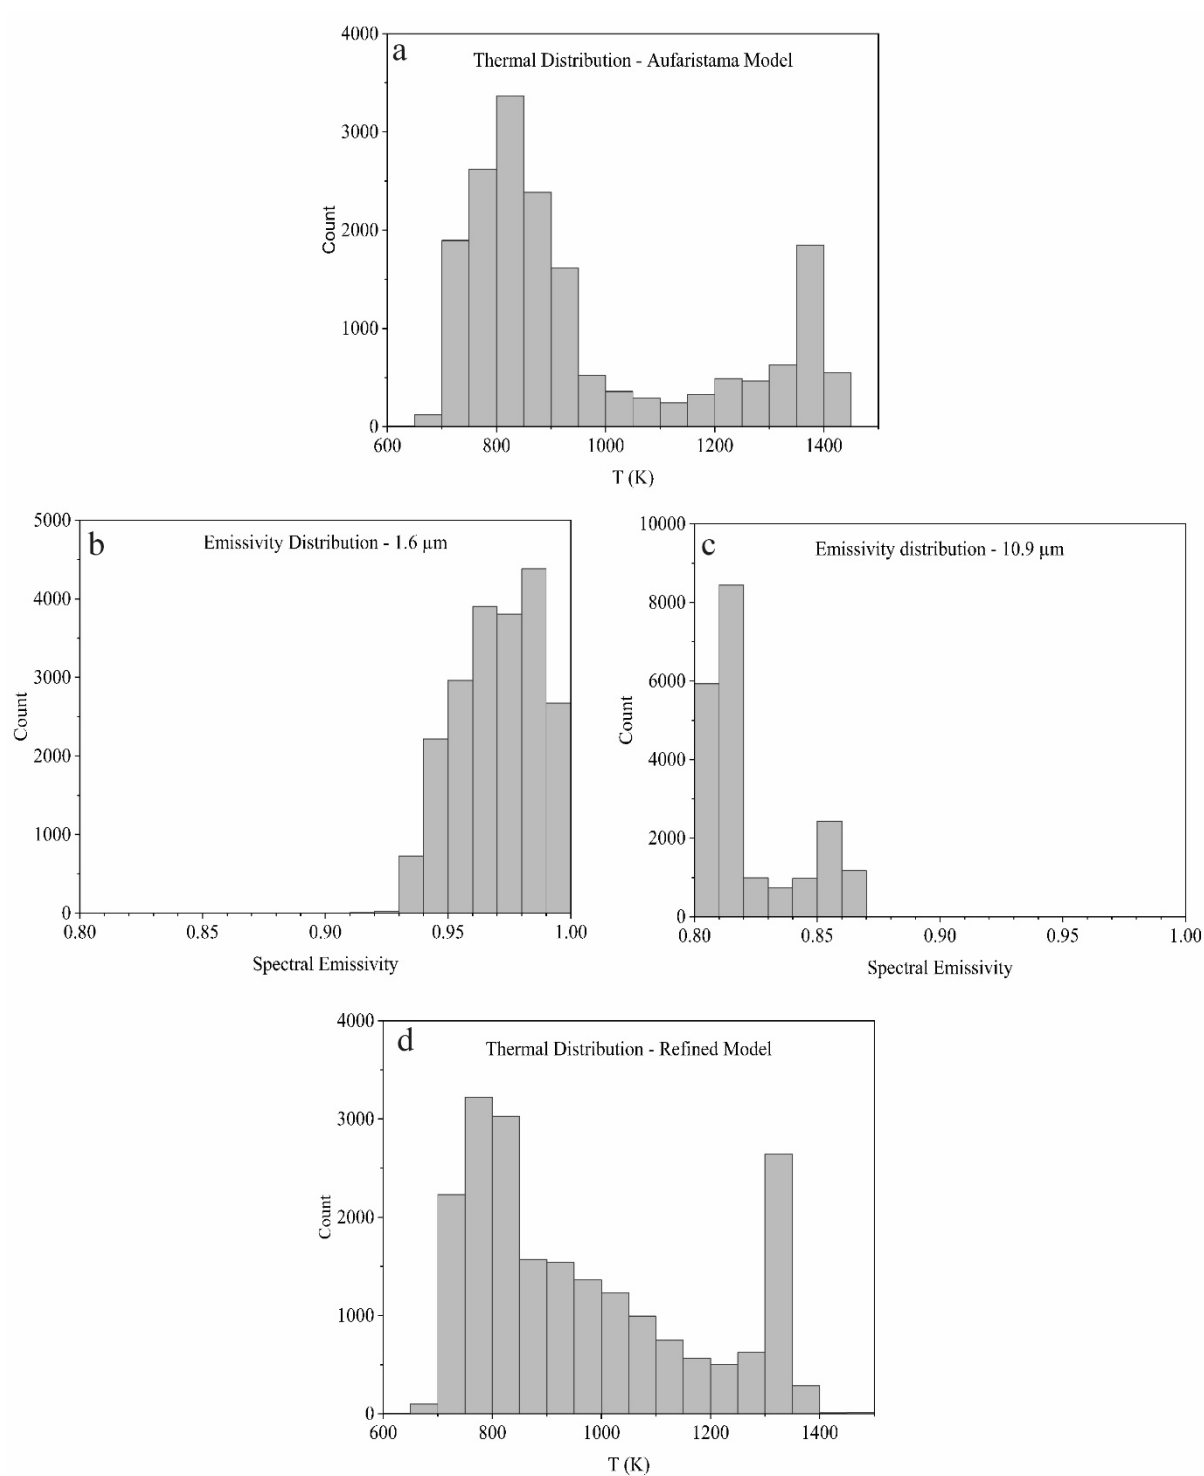 a
Thermal Distribution - Aufaristama Model
4000
3000
2000
1000
0
Count
600
800
1000
1200
1400
T (K)
b
Emissivity Distribution - 1.6 μm
5000
4000
3000
2000
1000
0
Count
0.80
0.85
0.90
0.95
1.00
Spectral Emissivity
c
Emissivity distribution - 10.9 μm
10000
8000
6000
4000
2000
0
Count
0.80
0.85
0.90
0.95
1.00
Spectral Emissivity
d
Thermal Distribution - Refined Model
4000
3000
2000
1000
0
Count
600
800
1000
1200
1400
T (K)